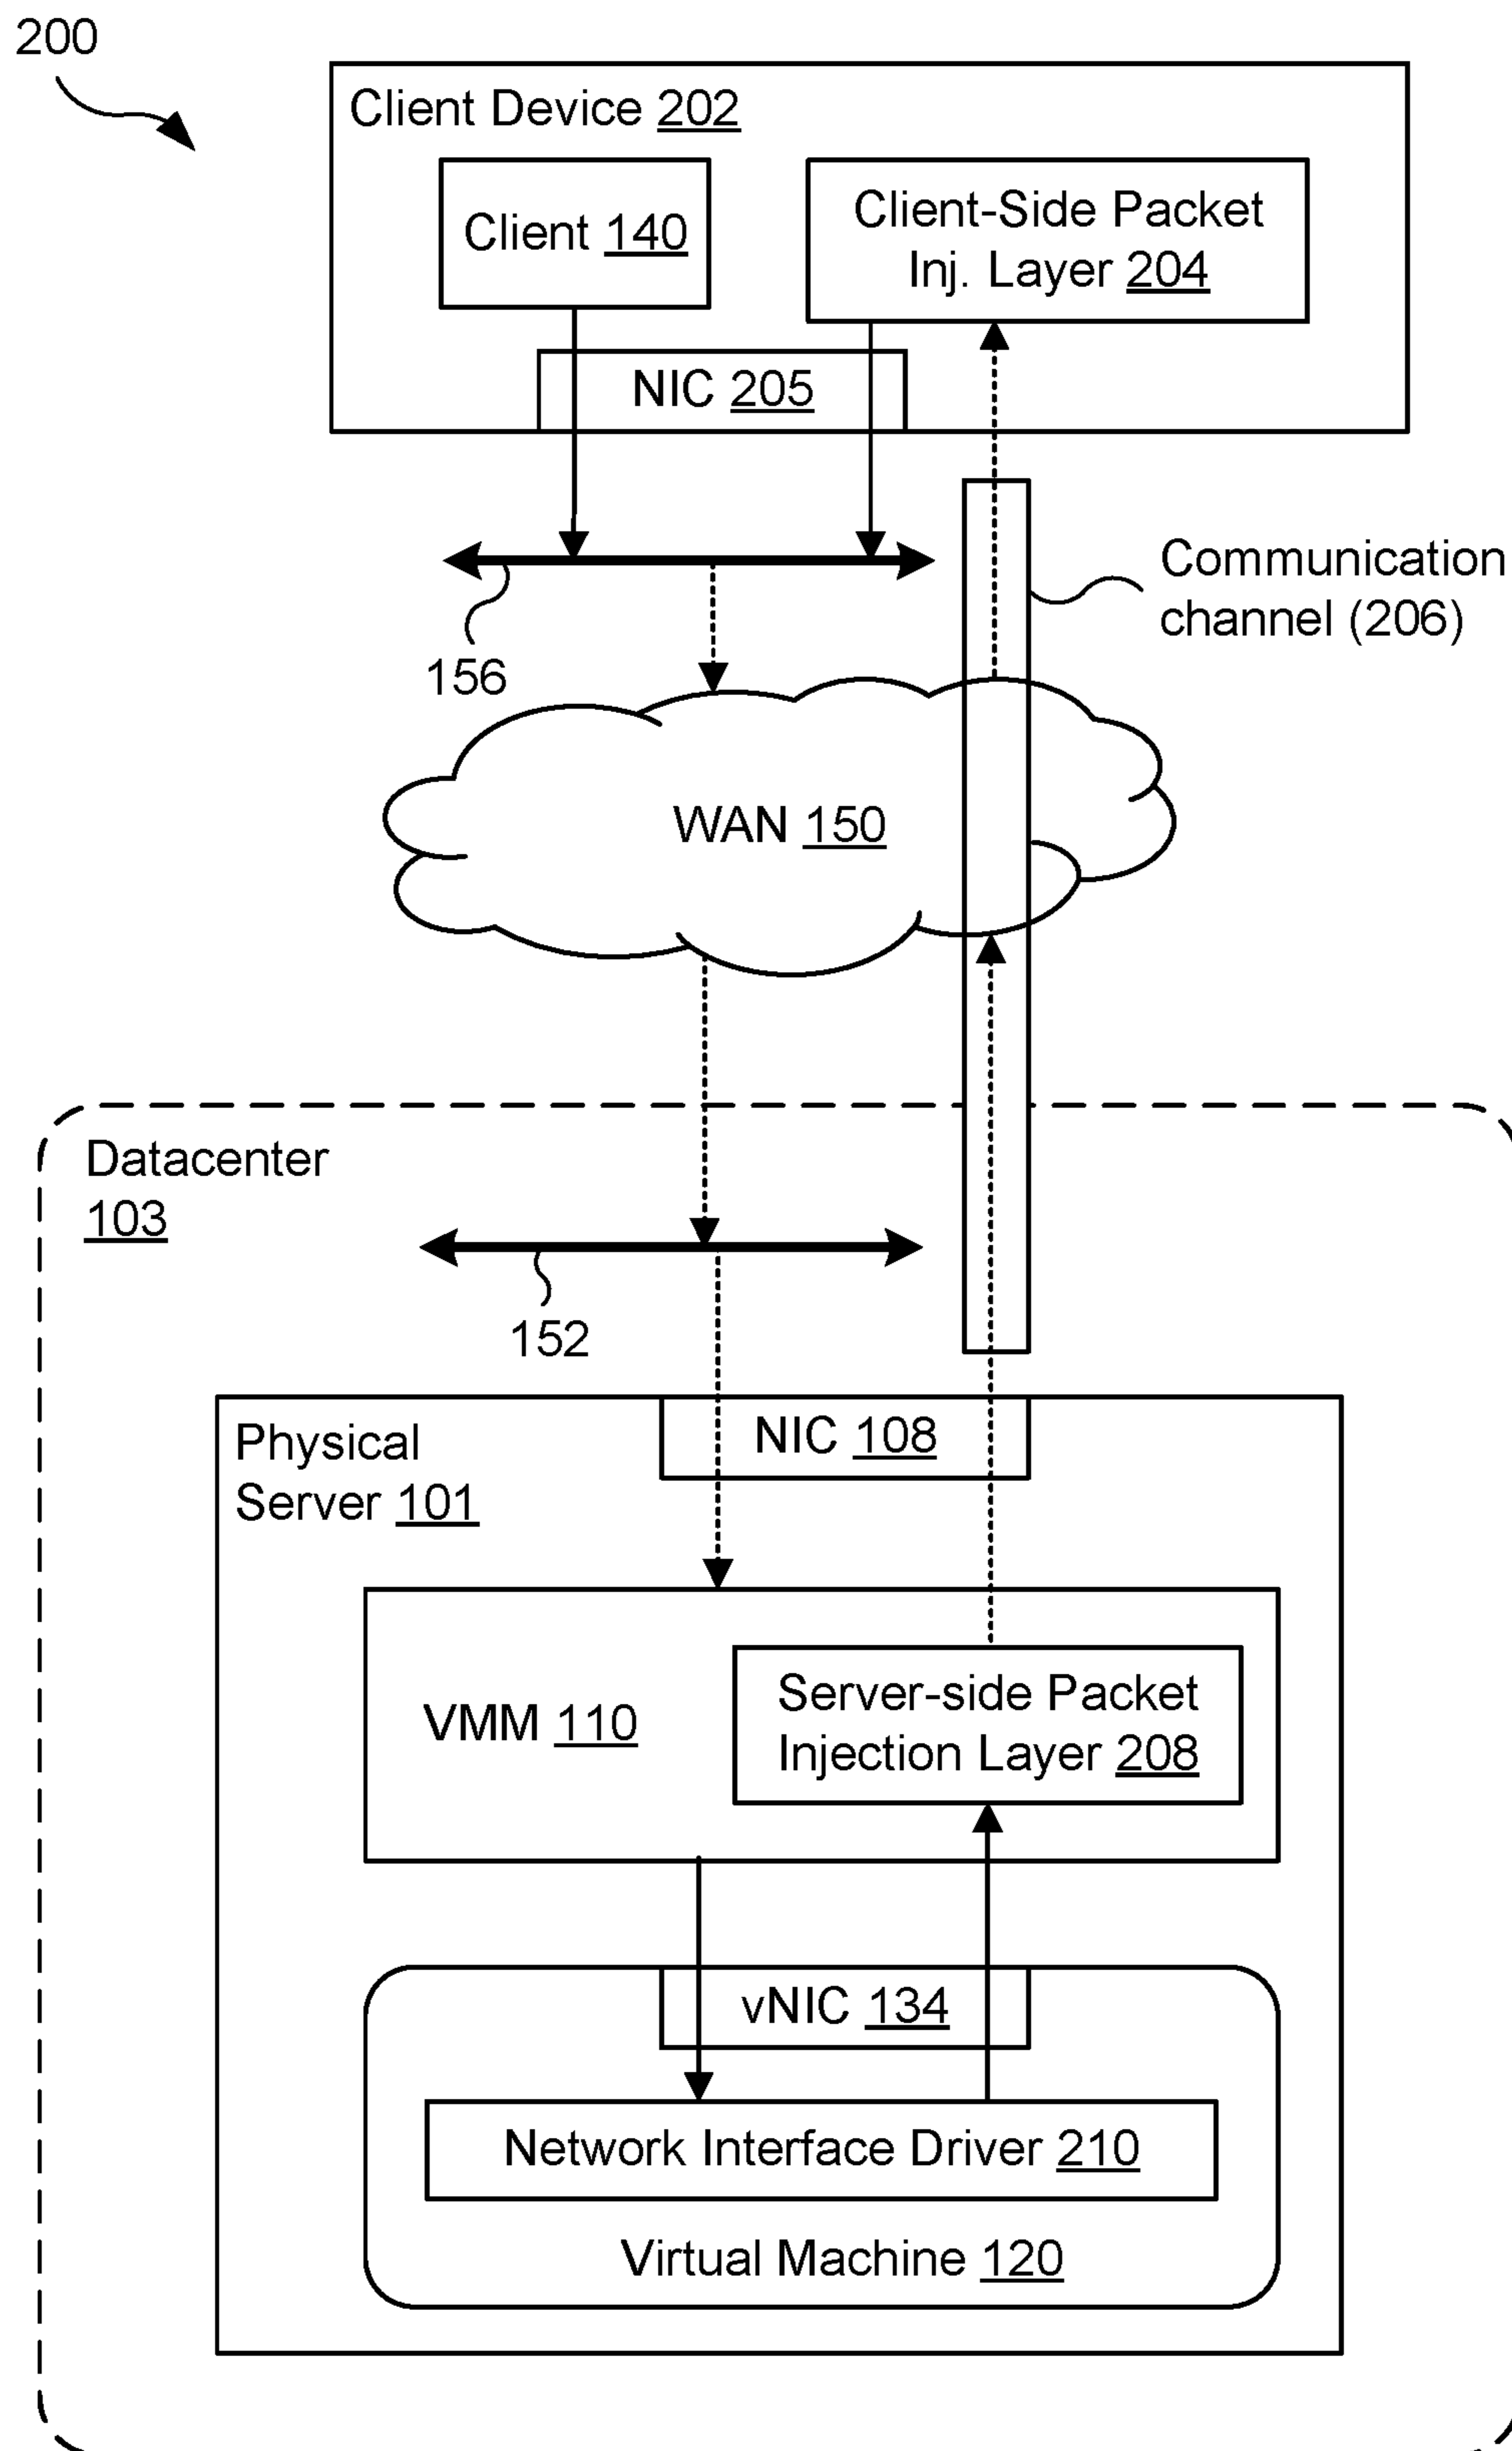 200
Client Device 202
Client 140
Client-Side Packet
Inj. Layer 204
NIC 205
Communication
channel (206)
156
WAN 150
Datacenter
103
152
NIC 108
Physical
Server 101
Server-side Packet
Injection Layer 208
VMM 110
vNIC 134
Network Interface Driver 210
Virtual Machine 120